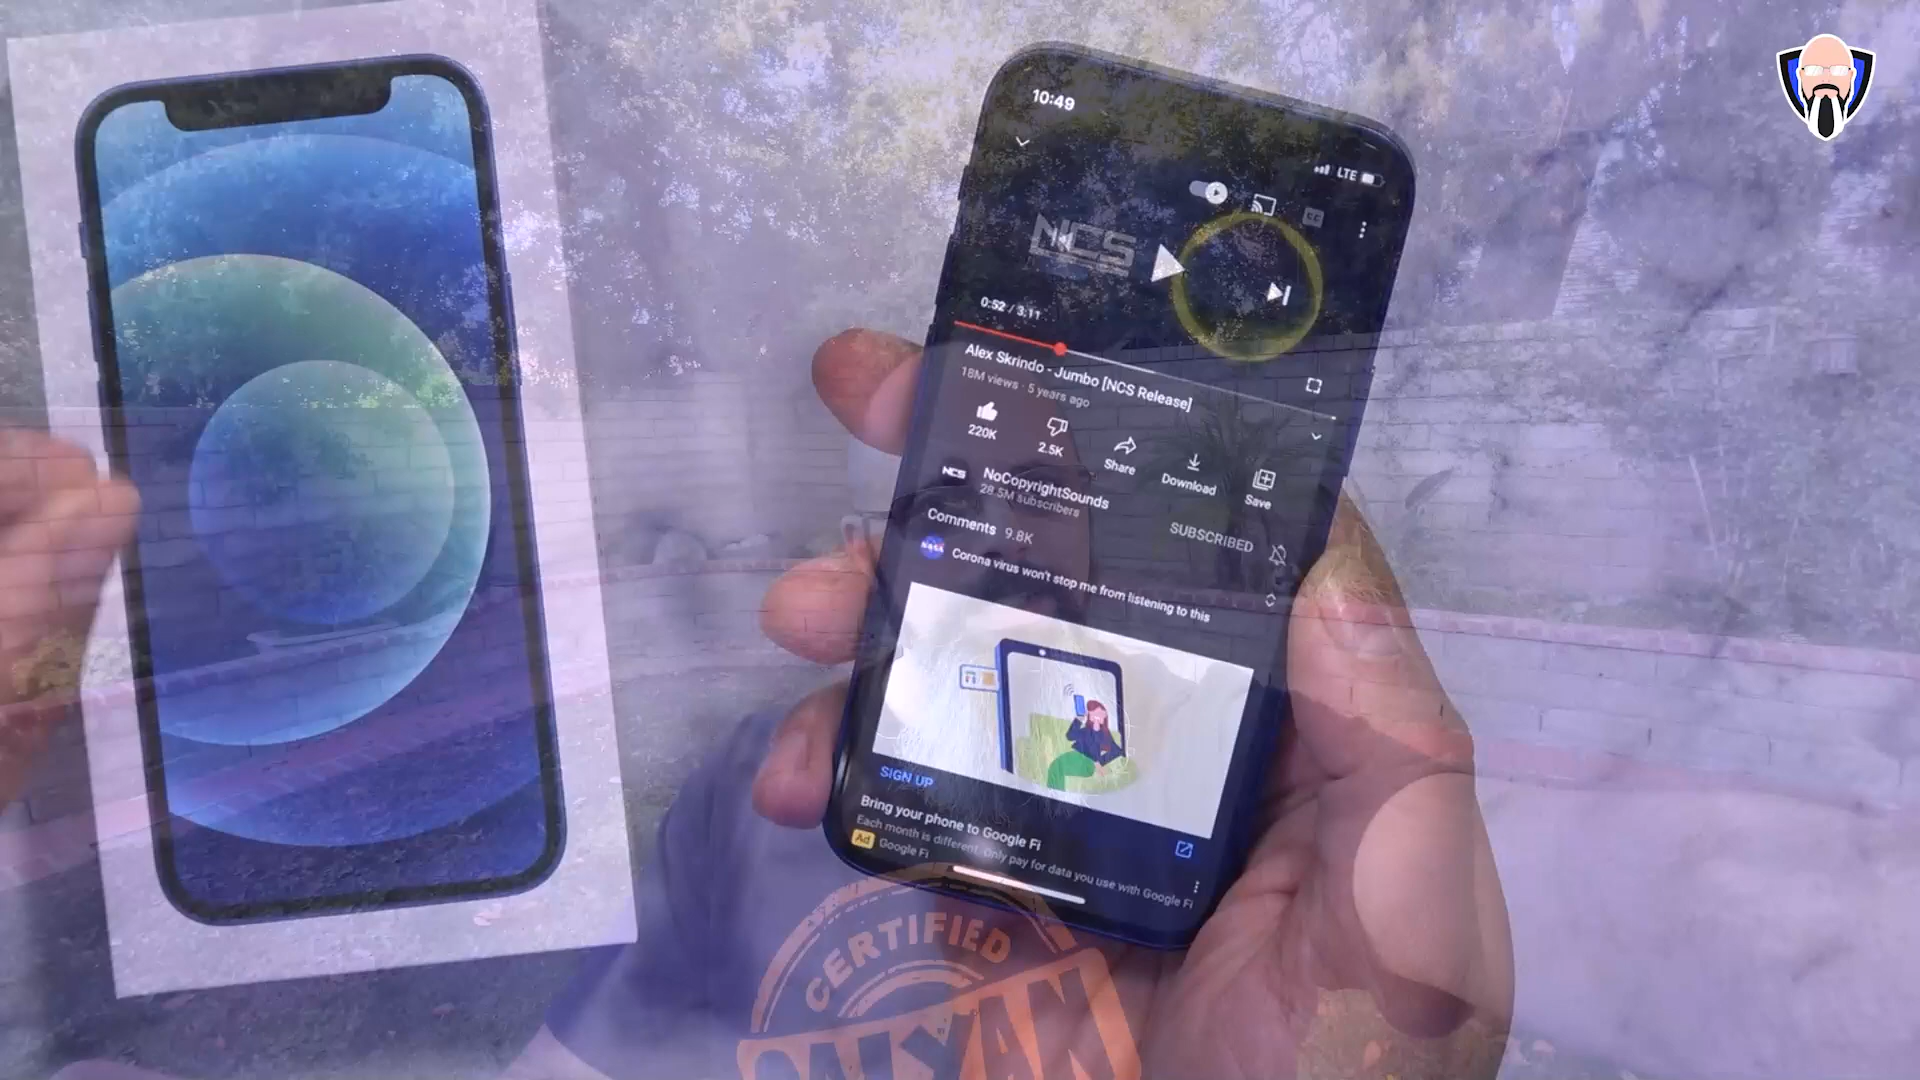 10:49
LTE
CC
NCS
0:52 / 3:11
Alex Skrindo - Jumbo [NCS Release]
18M views · 5 years ago
220K
2.5K
Share
Download
Save
NCS
NoCopyrightSounds
28.5M subscribers
SUBSCRIBED
Comments 9.8K
NASA
Corona virus won't stop me from listening to this
SIGN UP
Bring your phone to Google Fi
Each month is different. Only pay for data you use with Google Fi
Ad Google Fi
CERTIFIED